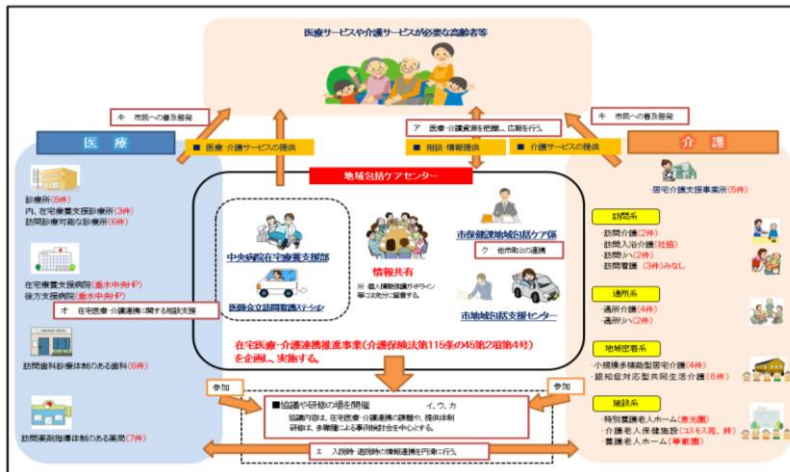 医療サービスや介護サービスが必要な高齢者等
キ 市民への普及啓発
キ 市民への普及啓発
ア 医療・介護資源を把握し、広報を行う。
医 療
■ 医療・介護サービスの提供
■ 相談・情報提供
■ 介護サービスの提供
介 護
地域包括ケアセンター
診療所(8件)
内、在宅療養支援診療所(3件)
訪問診療可能な診療所(6件)
在宅療養支援病院(垂水中央HP)
後方支援病院(垂水中央HP)
オ 在宅医療・介護連携に関する相談支援
訪問歯科診療体制のある歯科(6件)
訪問薬剤指導体制のある薬局(7件)
中央病院在宅療養支援部
医師会立訪問看護ステーション
情報共有
※ 個人情報保護ガイドライン
等には充分に留意する。
市保健課地域包括ケア係
ク 他市町との連携
市地域包括支援センター
在宅医療・介護連携推進事業(介護保険法第115条の45第2項第4号)
を企画し、実施する。
参加
参加
■協議や研修の場を開催 イ、ウ、カ
協議内容は、在宅医療・介護連携の課題や、提供体制
研修は、多職種による事例検討会を中心とする。
エ 入院時・退院時の情報連携を円滑に行う。
・居宅介護支援事業所(5件)
訪問系
・訪問介護(2件)
・訪問入浴介護(社協)
・訪問リハ(2件)
・訪問看護 (3件)みなし
通所系
・通所介護(4件)
・通所リハ(2件)
地域密着系
・小規模多機能型居宅介護(4件)
・認知症対応型共同生活介護(6件)
施設系
・特別養護老人ホーム(恵光園)
・介護老人保健施設(コスモス苑、絆)
・養護老人ホーム(華厳園)